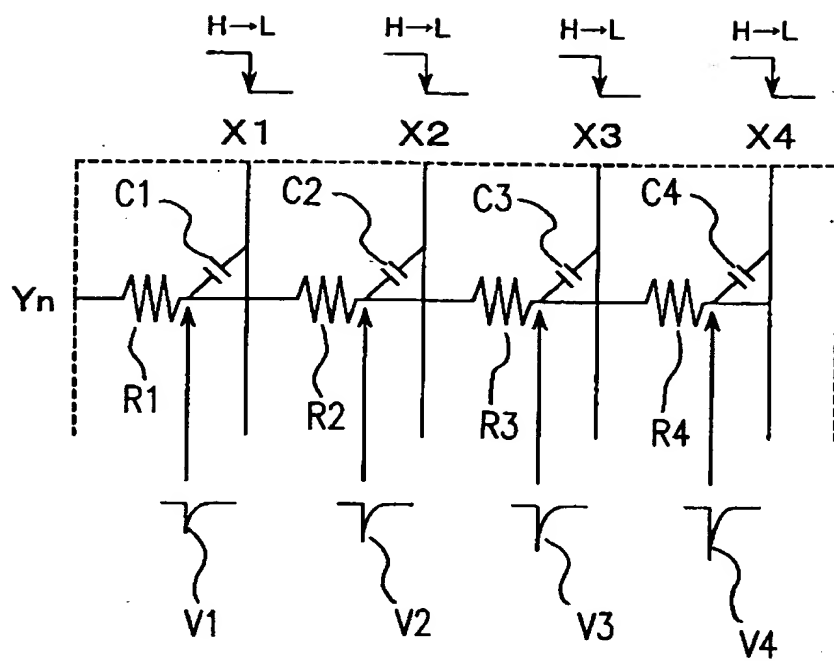 H→L H→L H→L H→L
X1 X2 X3 X4
C1 C2 C3 C4
Yn
R1 R2 R3 R4
V1 V2 V3 V4